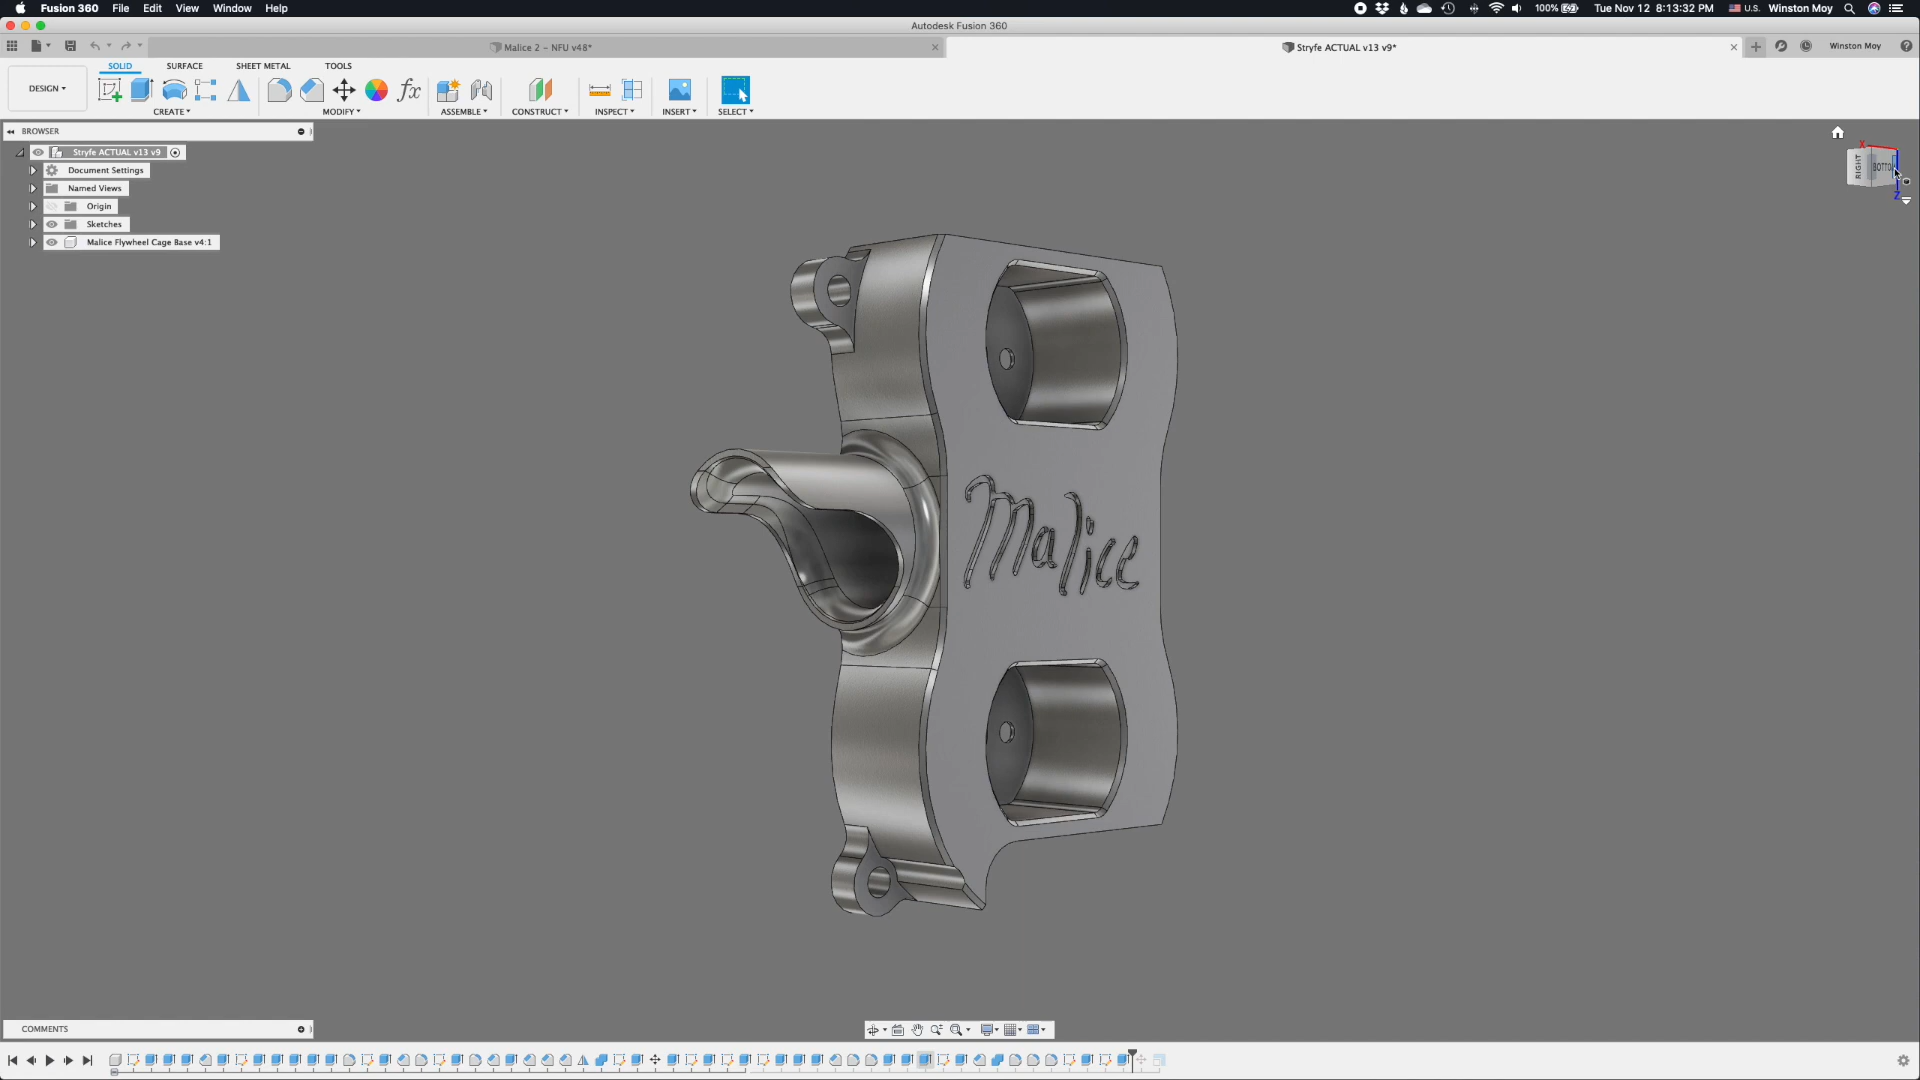 Fusion 360 File Edit View Window Help
100% Tue Nov 12 8:13:32 PM U.S. Winston Moy
Autodesk Fusion 360
Malice 2 - NFU v48* Stryfe ACTUAL v13 v9* Winston Moy
SOLID SURFACE SHEET METAL TOOLS
DESIGN
CREATE MODIFY ASSEMBLE CONSTRUCT INSPECT INSERT SELECT
BROWSER
Stryfe ACTUAL v13 v9
Document Settings
Named Views
Origin
Sketches
Malice Flywheel Cage Base v4:1
X
RIGHT BOTTOM
Z
Malice
COMMENTS